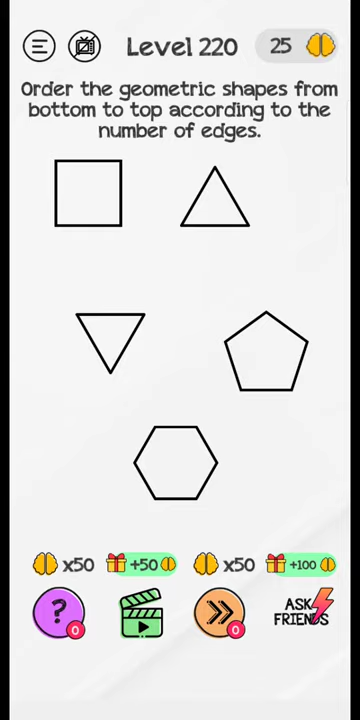 Level 220
25
Order the geometric shapes from
bottom to top according to the
number of edges.
x50
+50
x50
+100
?
0
0
ASK
FRIENDS